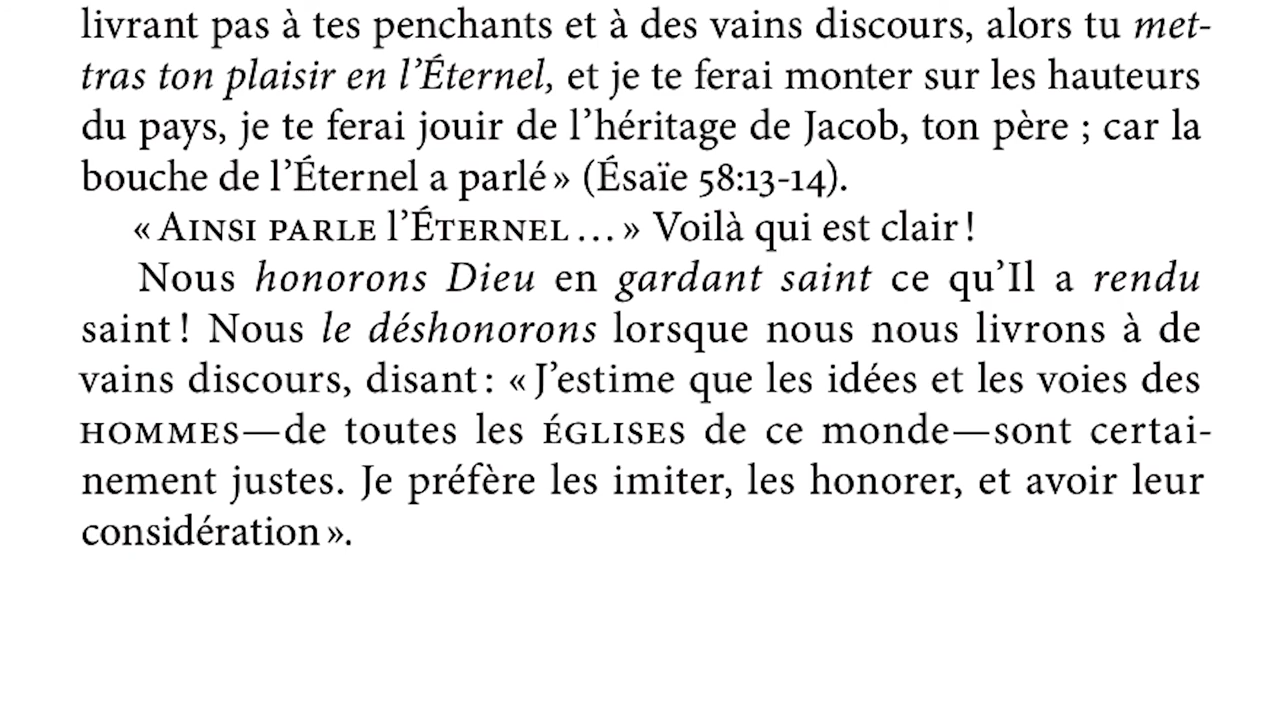 livrant pas à tes penchants et à des vains discours, alors tu met-
tras ton plaisir en l’Éternel, et je te ferai monter sur les hauteurs
du pays, je te ferai jouir de l’héritage de Jacob, ton père ; car la
bouche de l’Éternel a parlé » (Ésaïe 58:13-14).
« Ainsi parle l’Éternel … » Voilà qui est clair !
Nous honorons Dieu en gardant saint ce qu’Il a rendu
saint ! Nous le déshonorons lorsque nous nous livrons à de
vains discours, disant : « J’estime que les idées et les voies des
hommes—de toutes les églises de ce monde—sont certai-
nement justes. Je préfère les imiter, les honorer, et avoir leur
considération ».